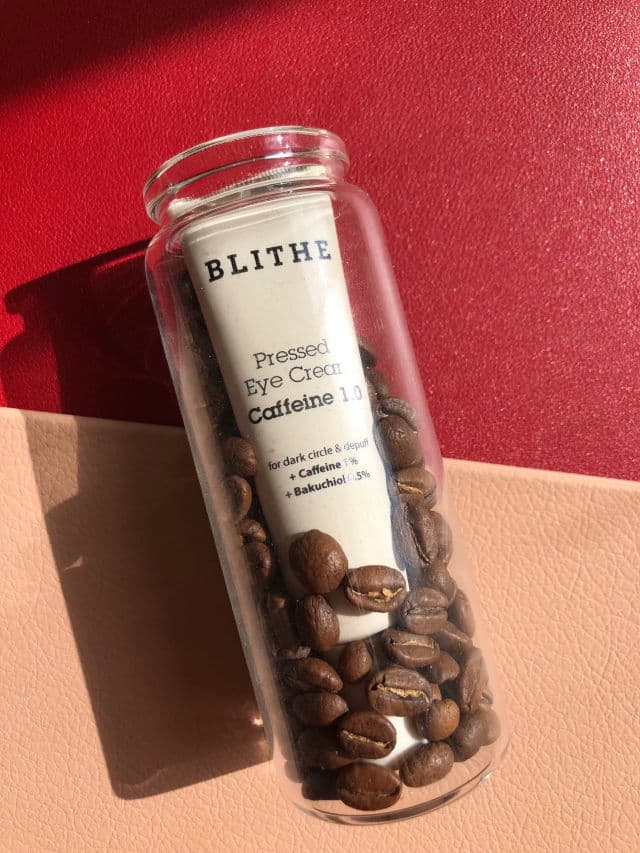 BLITHE
Pressed
Eye Cream
Caffeine 1.0
for dark circle & depuff
+ Caffeine 1%
+ Bakuchiol